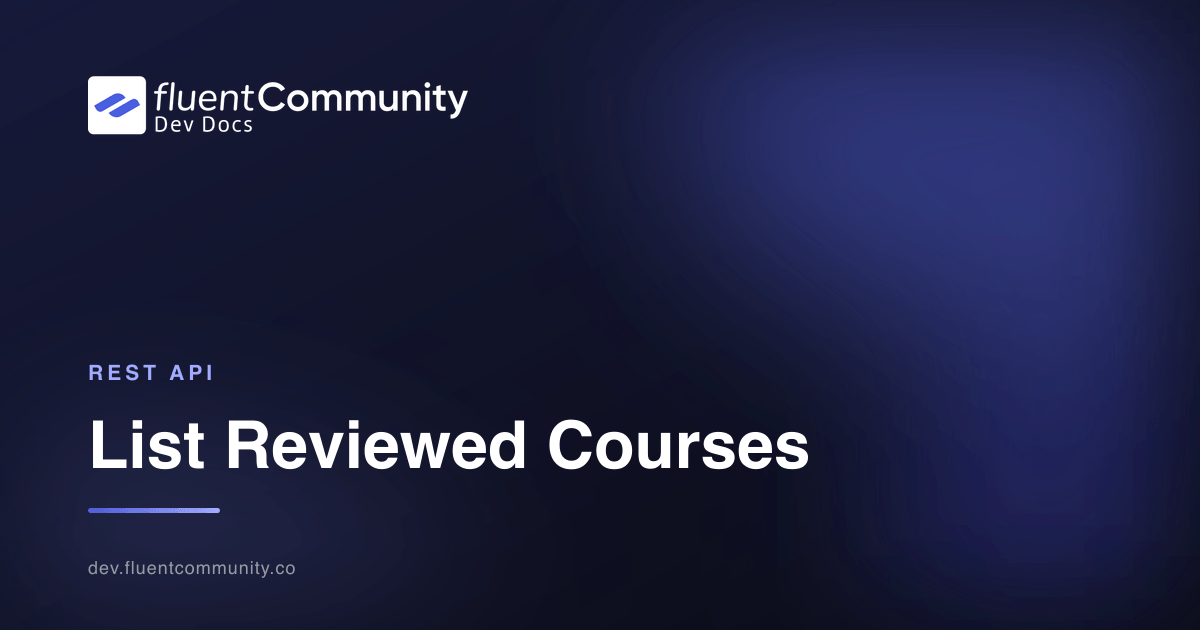 fluentCommunity
Dev Docs
REST API
List Reviewed Courses
dev.fluentcommunity.co